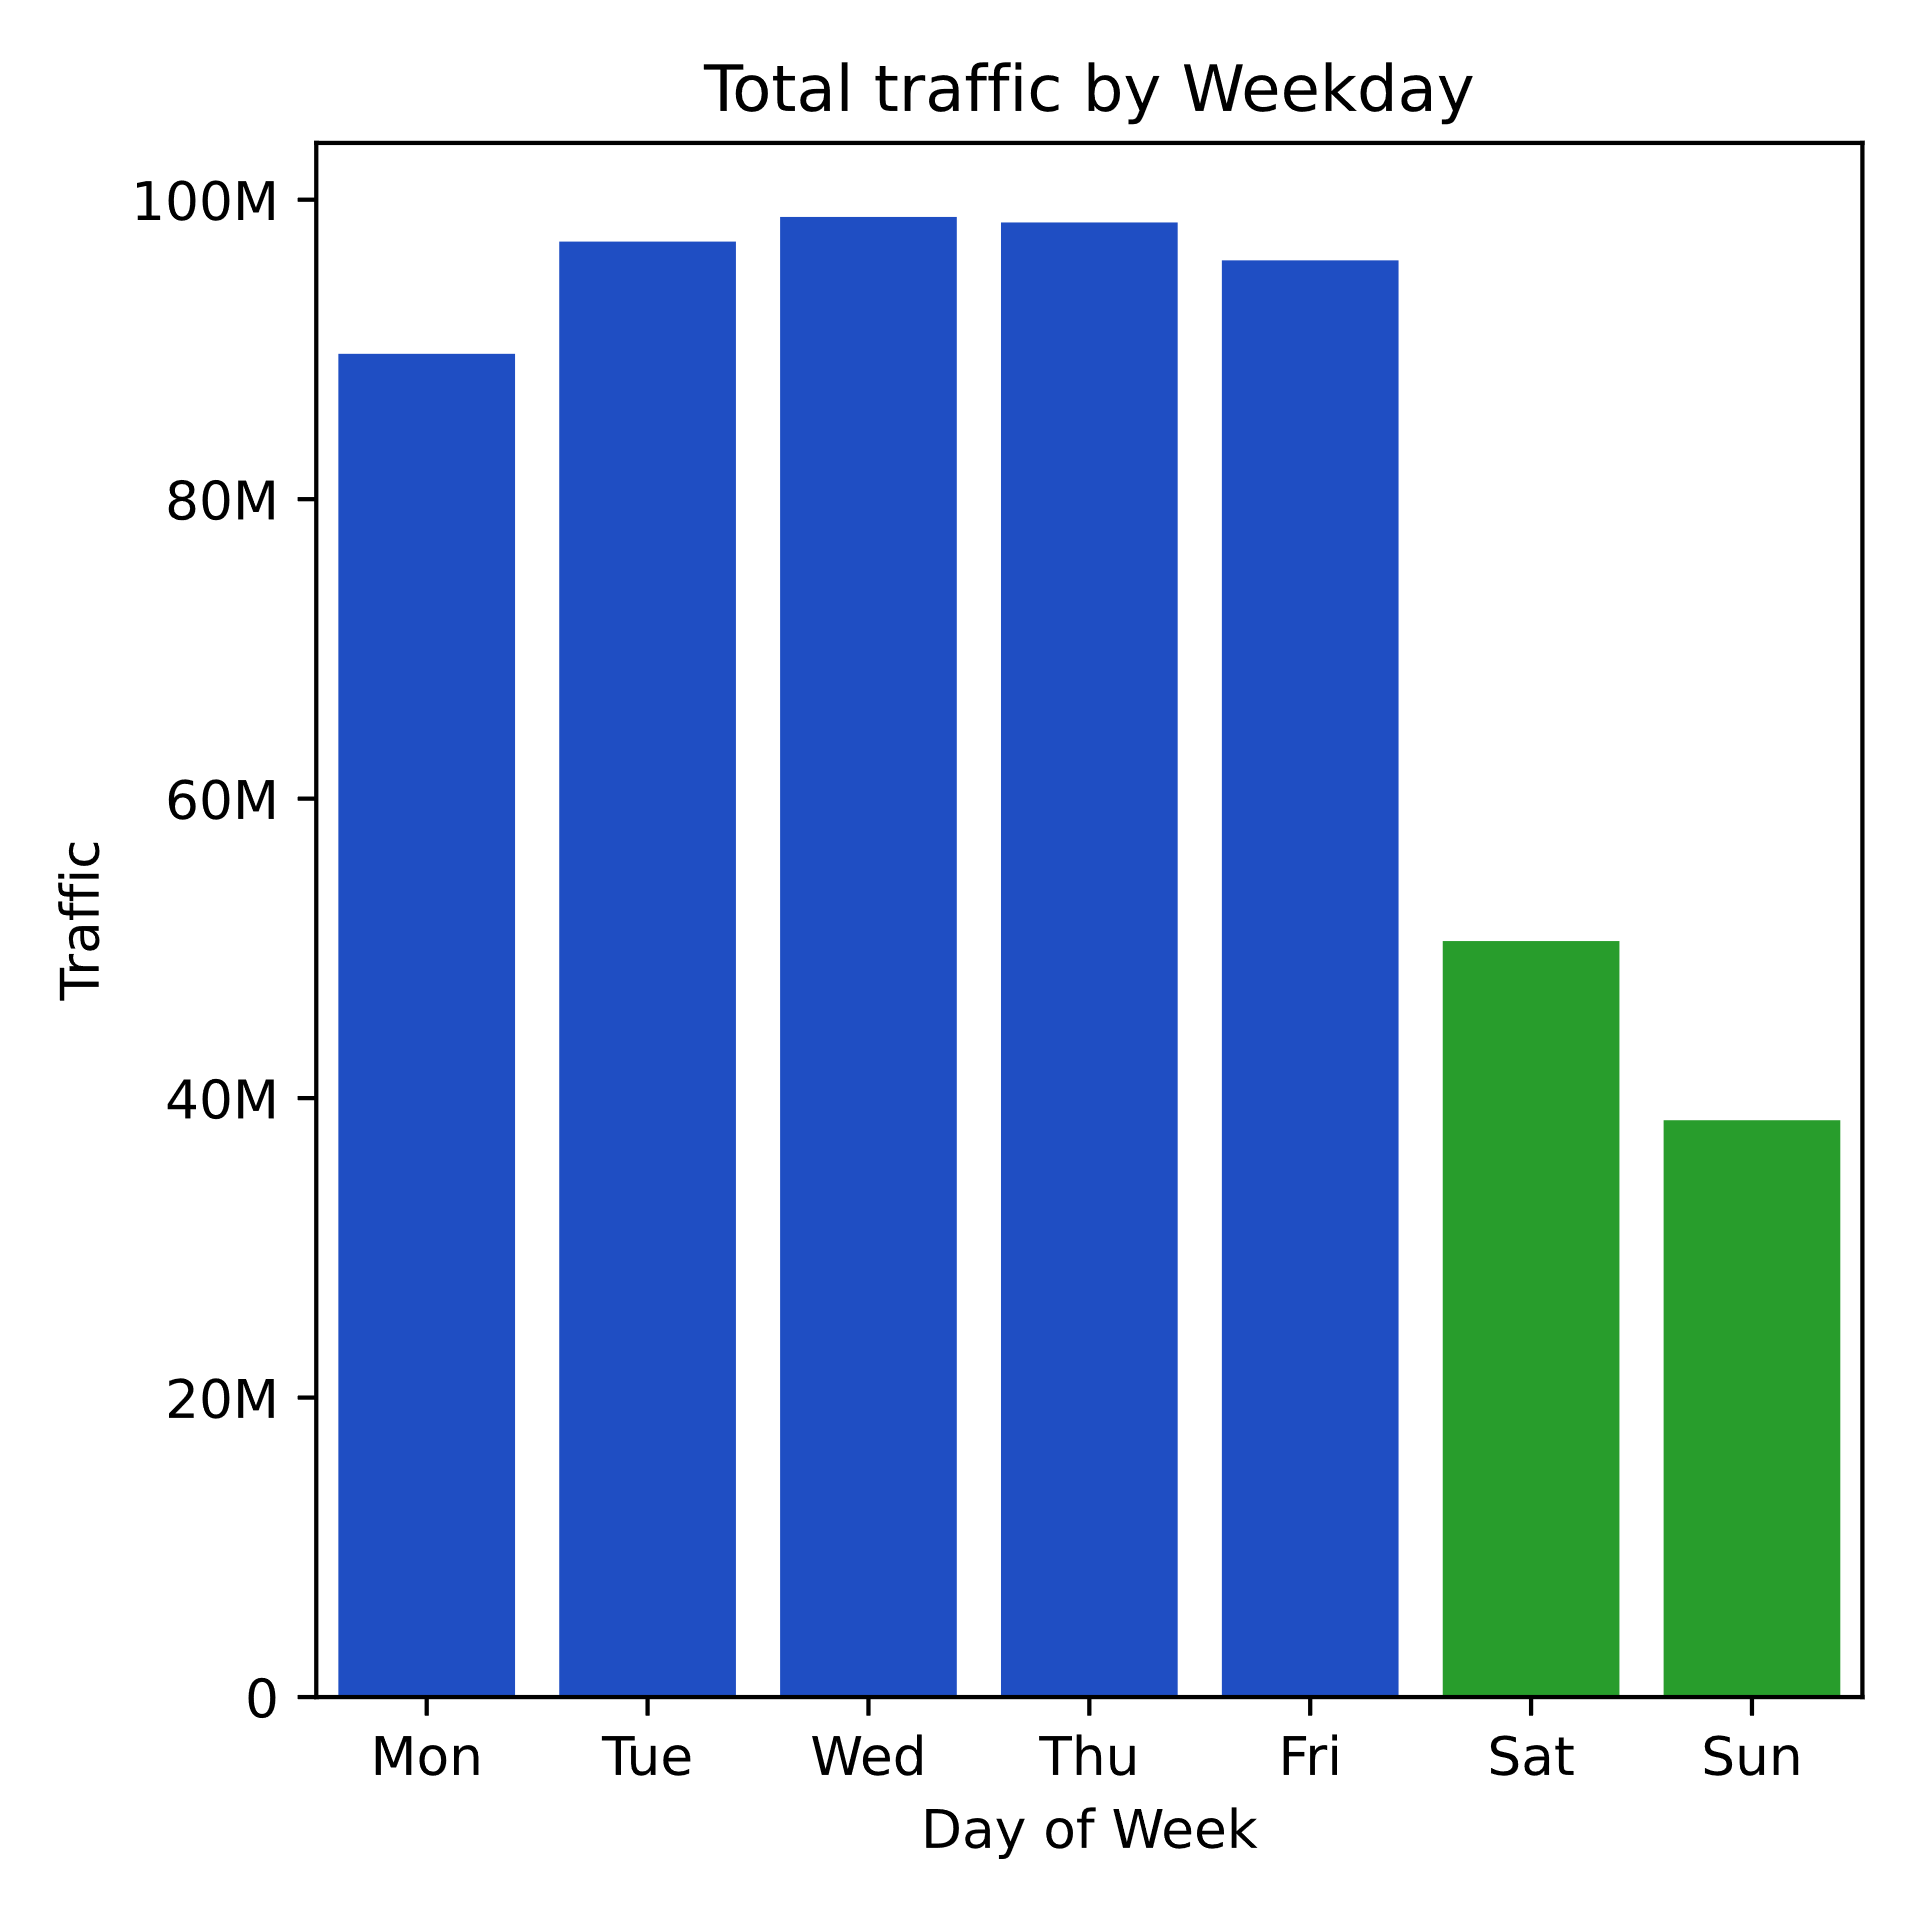 Total traffic by Weekday
100M
80M
60M
40M
20M
0
Traffic
Mon Tue Wed Thu Fri Sat Sun
Day of Week